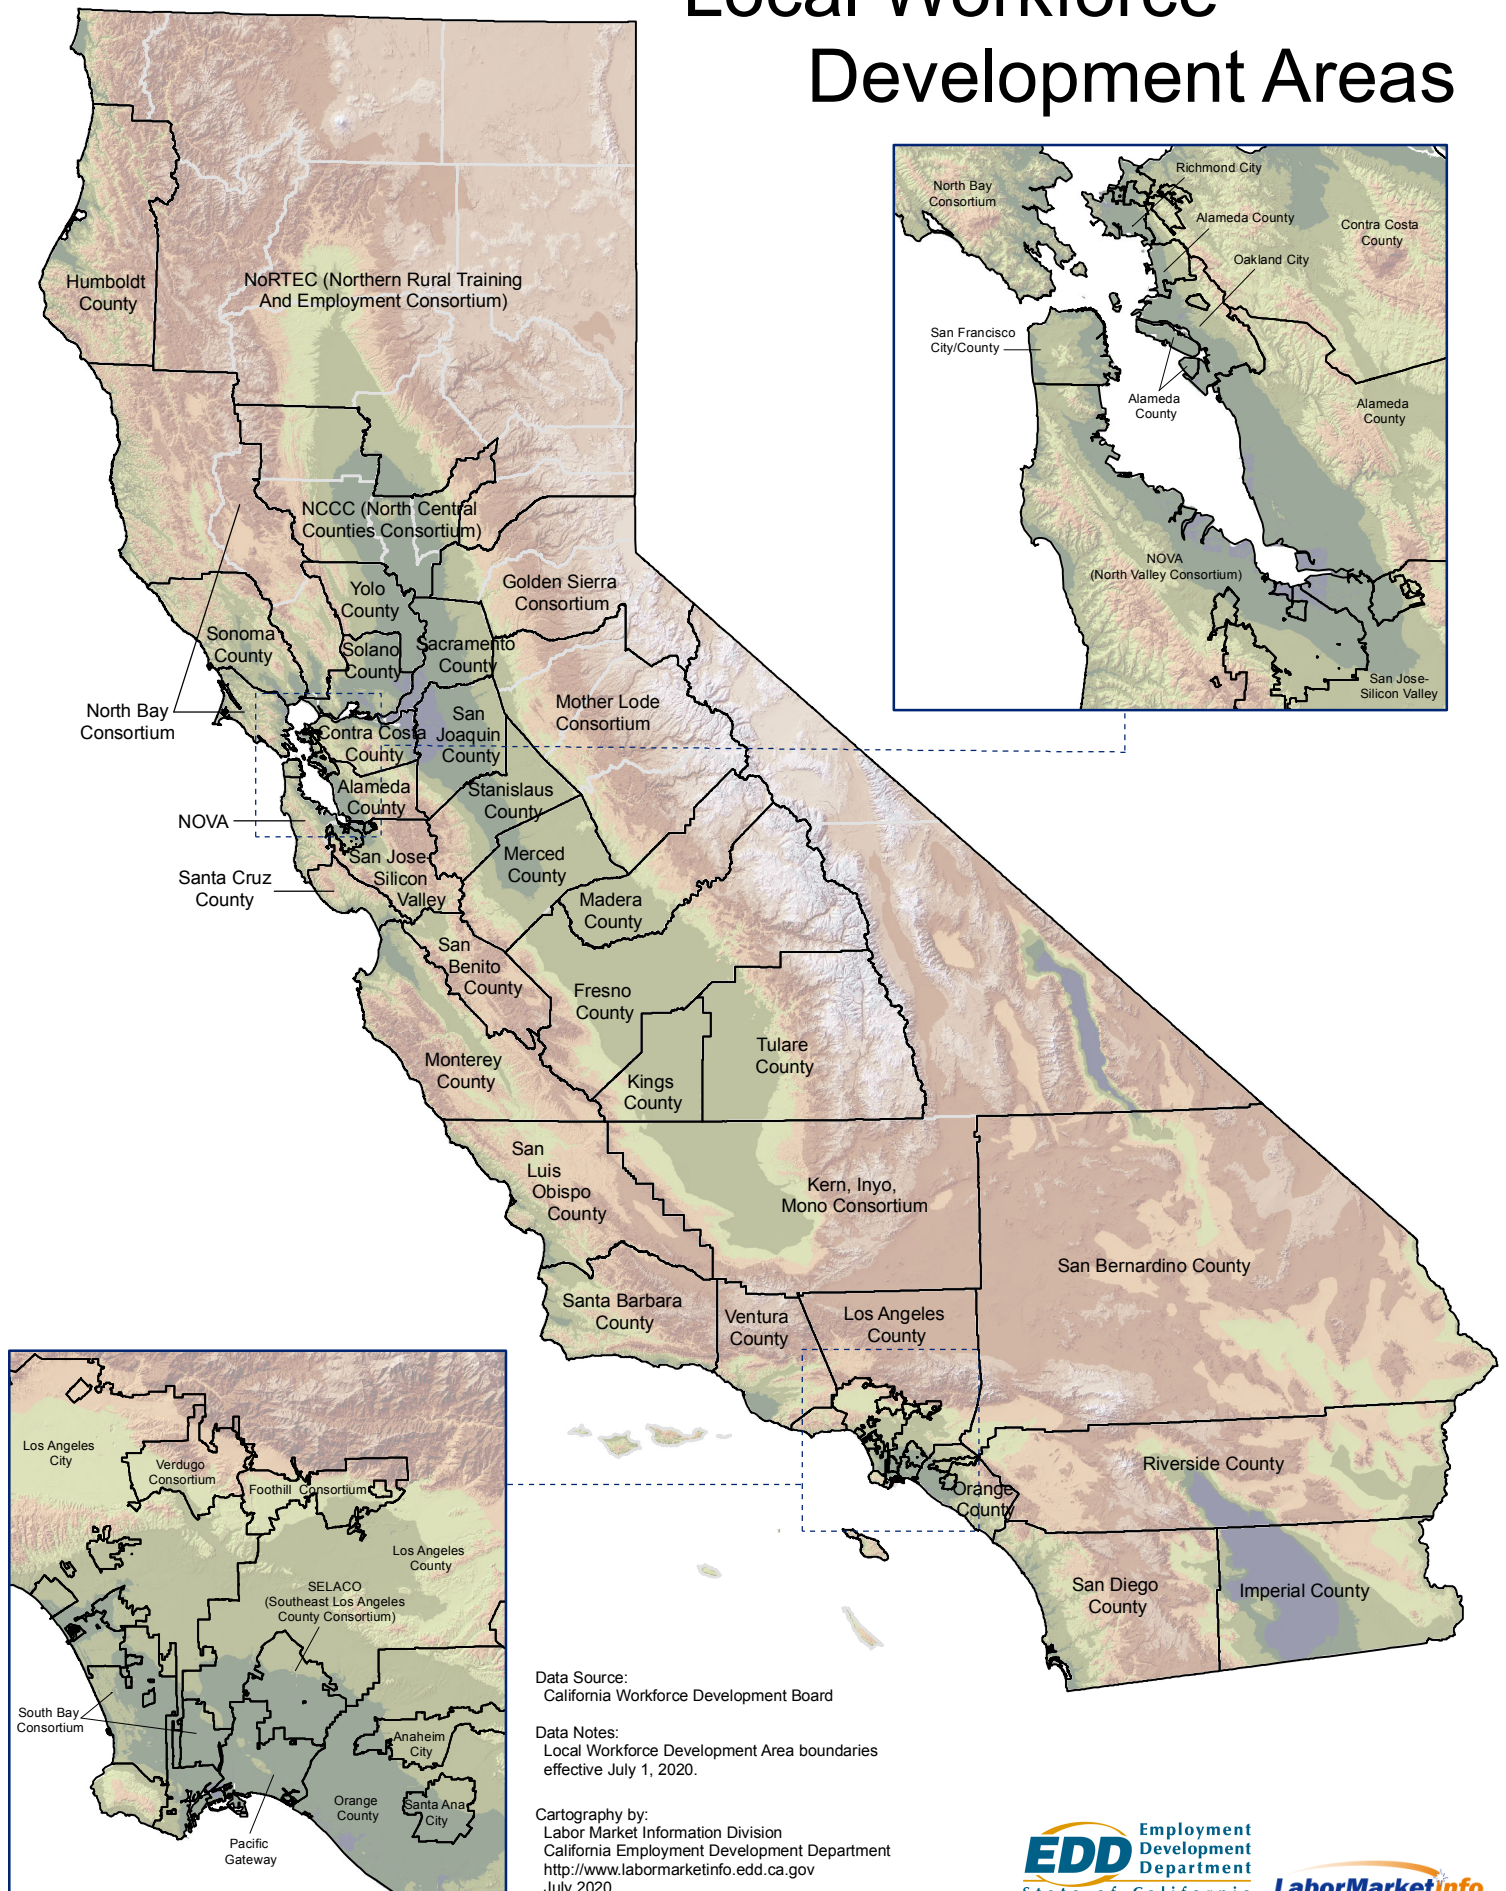 Local Workforce
Development Areas
Humboldt
County
NoRTEC (Northern Rural Training
And Employment Consortium)
NCCC (North Central
Counties Consortium)
Golden Sierra
Consortium
Yolo
County
Sonoma
County
Solano
County
Sacramento
County
North Bay
Consortium
Mother Lode
Consortium
San
Joaquin
County
Contra Costa
County
Alameda
County
Stanislaus
County
NOVA
San Jose-
Silicon
Valley
Merced
County
Santa Cruz
County
Madera
County
San
Benito
County
Fresno
County
Monterey
County
Kings
County
Tulare
County
San
Luis
Obispo
County
Kern, Inyo,
Mono Consortium
San Bernardino County
Santa Barbara
County
Ventura
County
Los Angeles
County
Orange
County
Riverside County
San Diego
County
Imperial County
Richmond City
North Bay
Consortium
Alameda County
Contra Costa
County
Oakland City
San Francisco
City/County
Alameda
County
Alameda
County
NOVA
(North Valley Consortium)
San Jose-
Silicon Valley
Los Angeles
City
Verdugo
Consortium
Foothill Consortium
Los Angeles
County
SELACO
(Southeast Los Angeles
County Consortium)
South Bay
Consortium
Anaheim
City
Orange
County
Santa Ana
City
Pacific
Gateway
Data Source:
California Workforce Development Board
Data Notes:
Local Workforce Development Area boundaries
effective July 1, 2020.
Cartography by:
Labor Market Information Division
California Employment Development Department
http://www.labormarketinfo.edd.ca.gov
July 2020
EDD
Employment
Development
Department
State of California
LaborMarketinfo